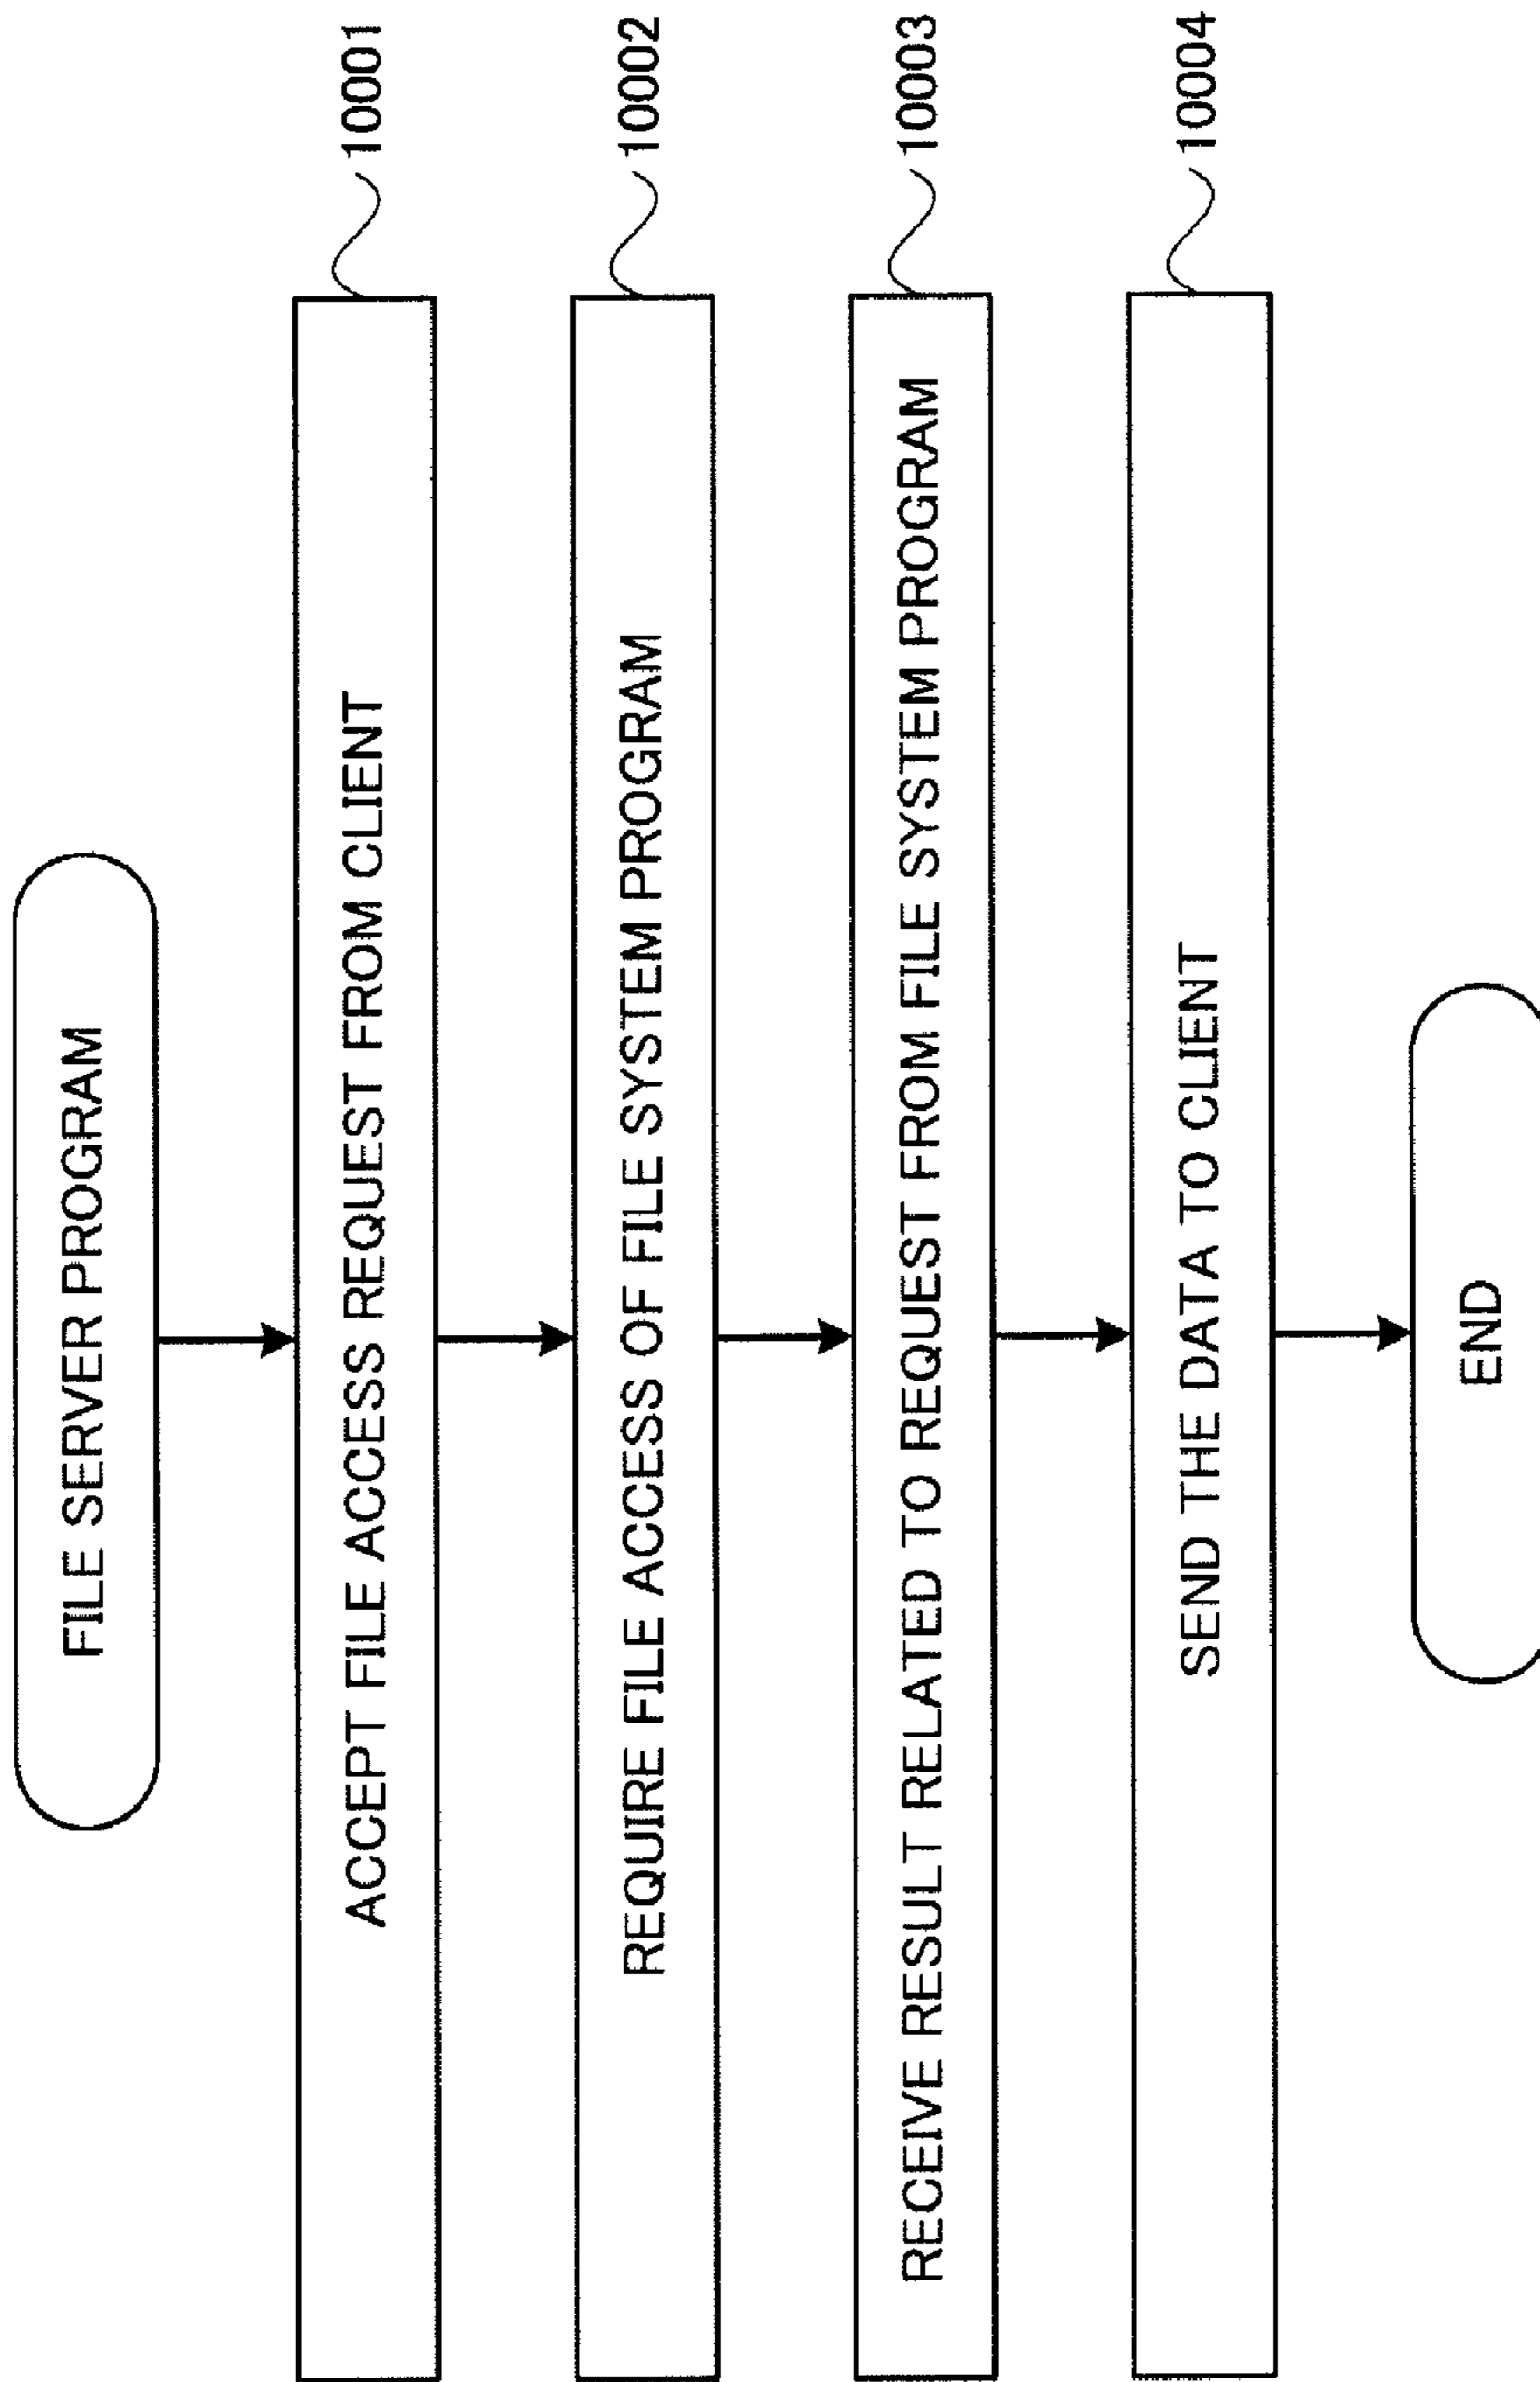 FILE SERVER PROGRAM
ACCEPT FILE ACCESS REQUEST FROM CLIENT
10001
REQUIRE FILE ACCESS OF FILE SYSTEM PROGRAM
10002
RECEIVE RESULT RELATED TO REQUEST FROM FILE SYSTEM PROGRAM
10003
SEND THE DATA TO CLIENT
10004
END